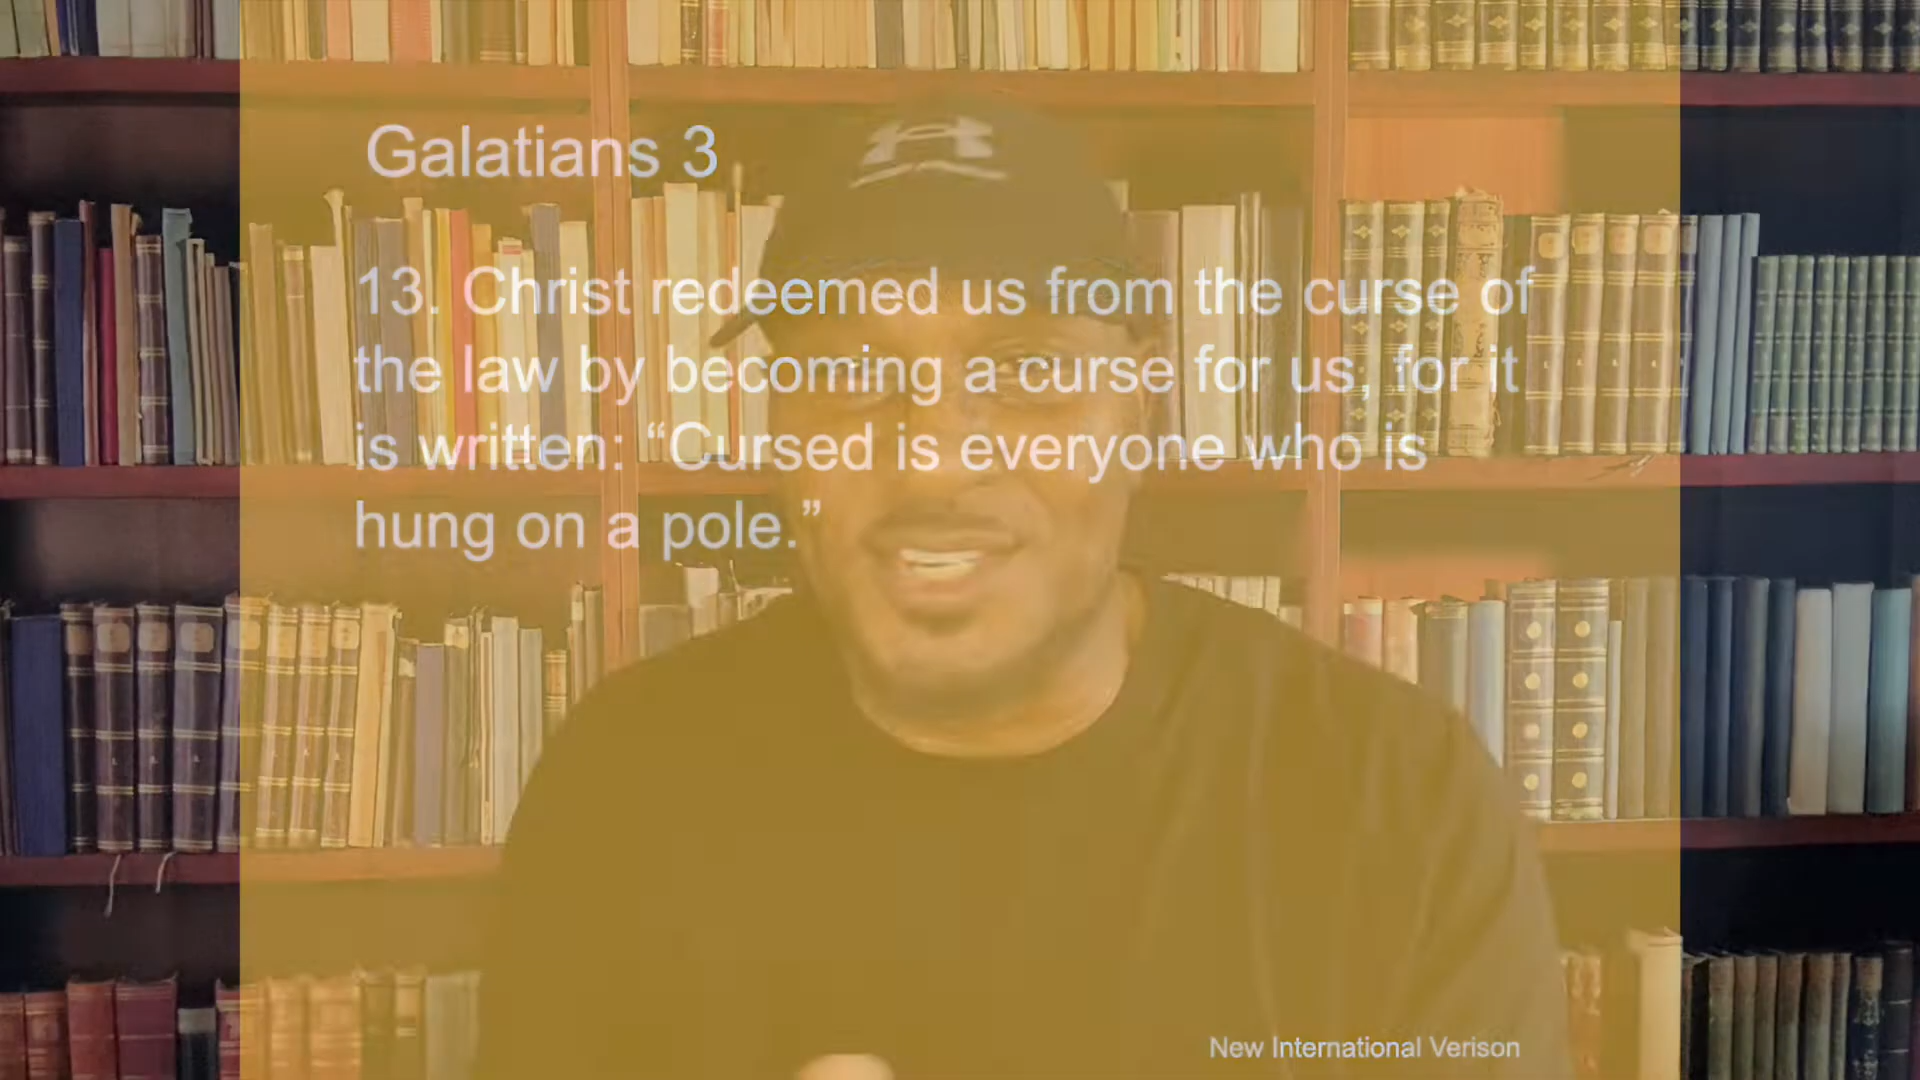 Galatians 3
13. Christ redeemed us from the curse of
the law by becoming a curse for us, for it
is written: “Cursed is everyone who is
hung on a pole.”
New International Verison